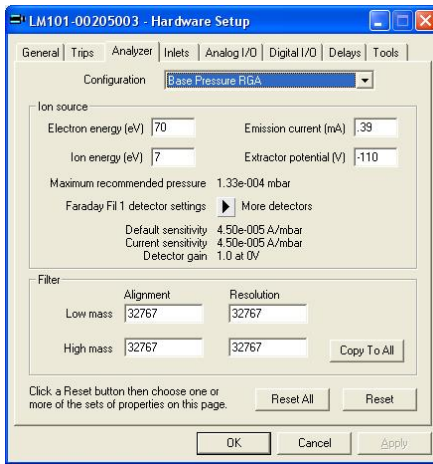 LM101-00205003 - Hardware Setup
General Trips Analyzer Inlets Analog I/O Digital I/O Delays Tools
Configuration Base Pressure RGA
Ion source
Electron energy (eV) 70 Emission current (mA) .39
Ion energy (eV) 7 Extractor potential (V) -110
Maximum recommended pressure 1.33e-004 mbar
Faraday Fil 1 detector settings More detectors
Default sensitivity 4.50e-005 A/mbar
Current sensitivity 4.50e-005 A/mbar
Detector gain 1.0 at 0V
Filter
Alignment Resolution
Low mass 32767 32767
High mass 32767 32767 Copy To All
Click a Reset button then choose one or
more of the sets of properties on this page. Reset All Reset
OK Cancel Apply